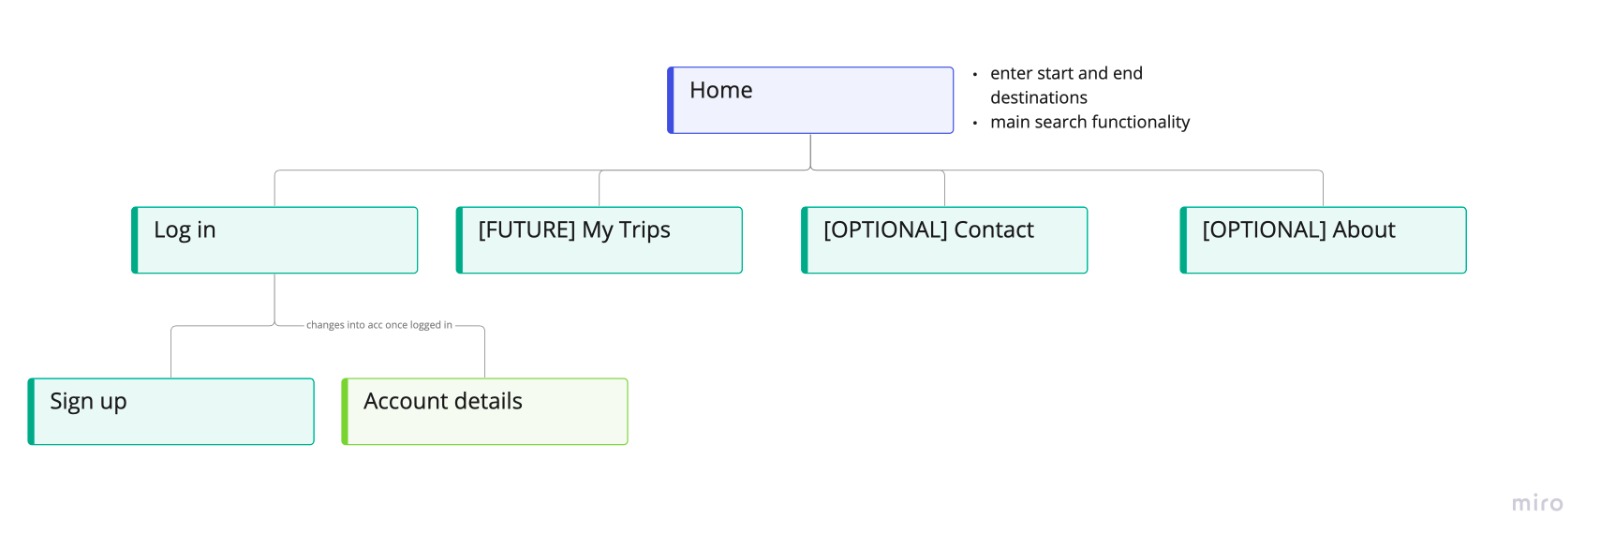 Home
• enter start and end
destinations
• main search functionality
Log in
[FUTURE] My Trips
[OPTIONAL] Contact
[OPTIONAL] About
changes into acc once logged in
Sign up
Account details
miro